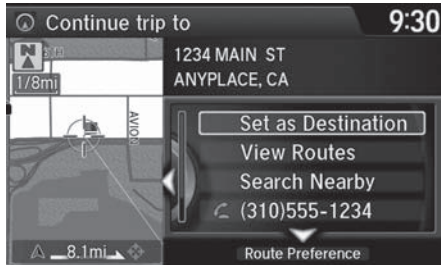 Continue trip to
9:30
N
1/8mi
AVION
8.1mi
1234 MAIN ST
ANYPLACE, CA
Set as Destination
View Routes
Search Nearby
(310)555-1234
Route Preference